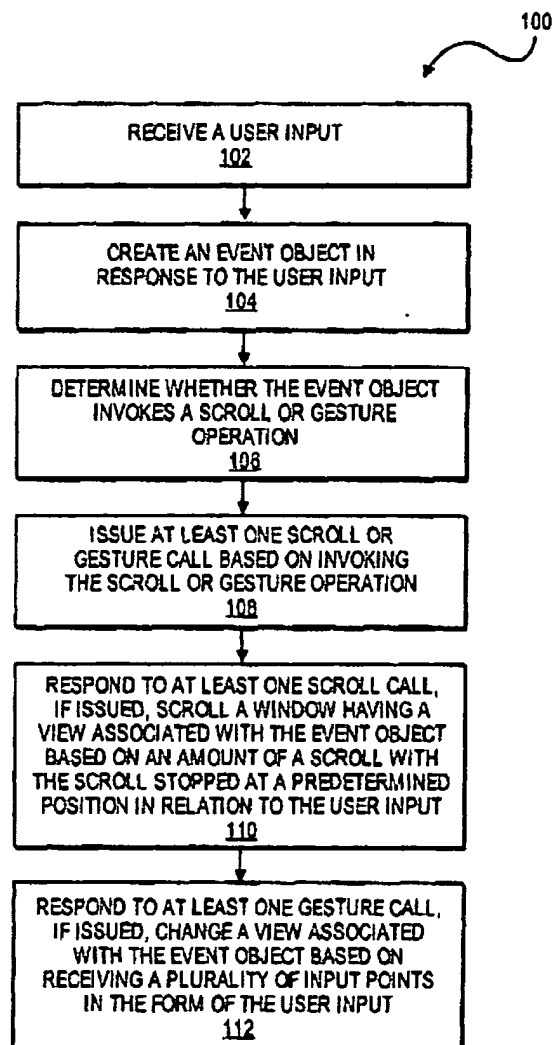 100
RECEIVE A USER INPUT
102
CREATE AN EVENT OBJECT IN
RESPONSE TO THE USER INPUT
104
DETERMINE WHETHER THE EVENT OBJECT
INVOKES A SCROLL OR GESTURE
OPERATION
106
ISSUE AT LEAST ONE SCROLL OR
GESTURE CALL BASED ON INVOKING
THE SCROLL OR GESTURE OPERATION
108
RESPOND TO AT LEAST ONE SCROLL CALL,
IF ISSUED, SCROLL A WINDOW HAVING A
VIEW ASSOCIATED WITH THE EVENT OBJECT
BASED ON AN AMOUNT OF A SCROLL WITH
THE SCROLL STOPPED AT A PREDETERMINED
POSITION IN RELATION TO THE USER INPUT
110
RESPOND TO AT LEAST ONE GESTURE CALL,
IF ISSUED, CHANGE A VIEW ASSOCIATED
WITH THE EVENT OBJECT BASED ON
RECEIVING A PLURALITY OF INPUT POINTS
IN THE FORM OF THE USER INPUT
112